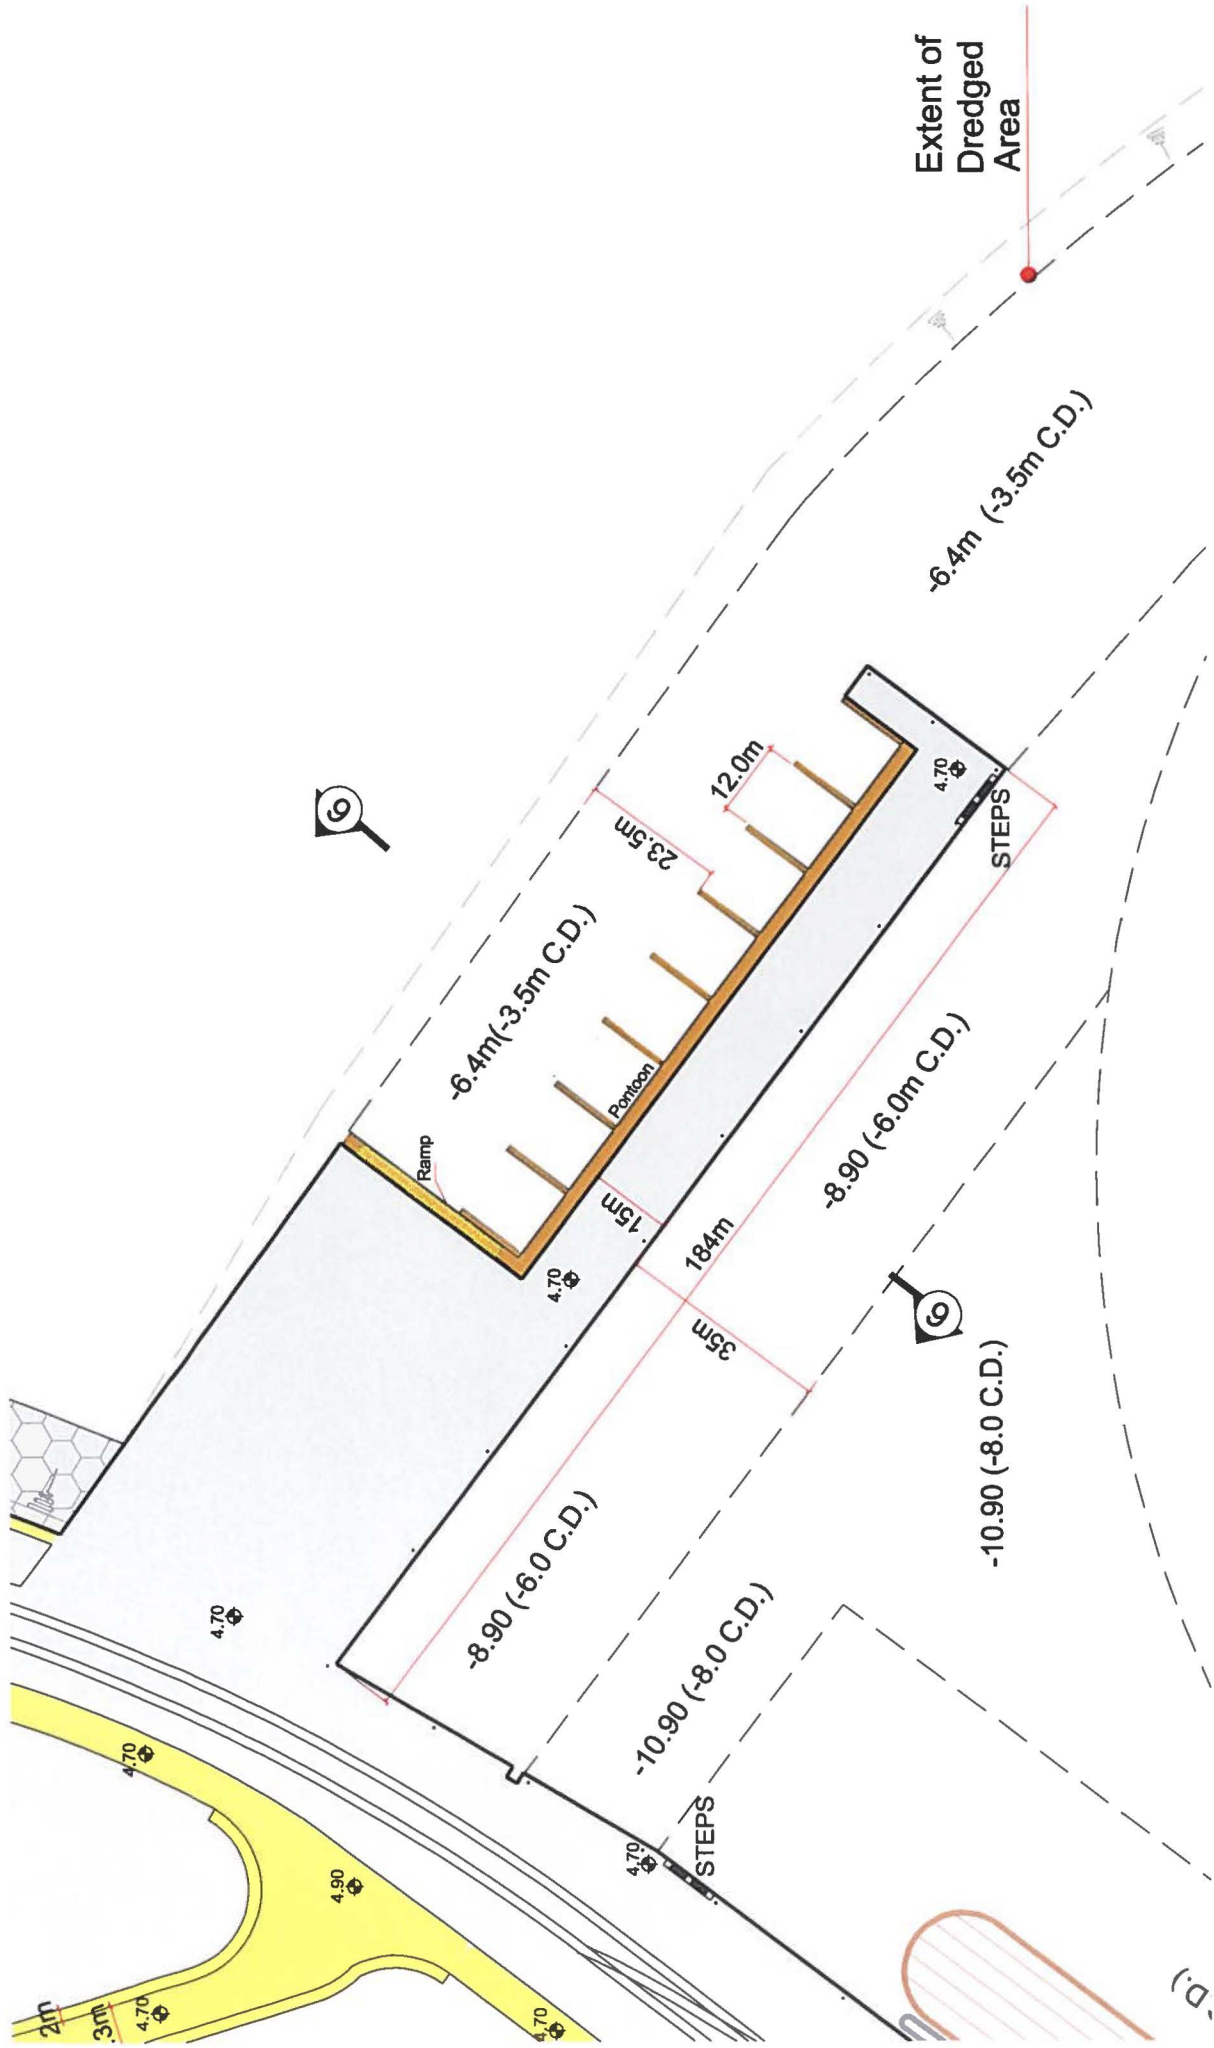 Extent of
Dredged
Area
-6.4m (-3.5m C.D.)
6
12.0m
23.5m
4.70
STEPS
-6.4m(-3.5m C.D.)
Pontoon
Ramp
15m
184m
-8.90 (-6.0m C.D.)
4.70
35m
6
-10.90 (-8.0 C.D.)
-8.90 (-6.0 C.D.)
4.70
-10.90 (-8.0 C.D.)
4.70
STEPS
4.70
4.90
2m
.3m
4.70
4.70
D.)